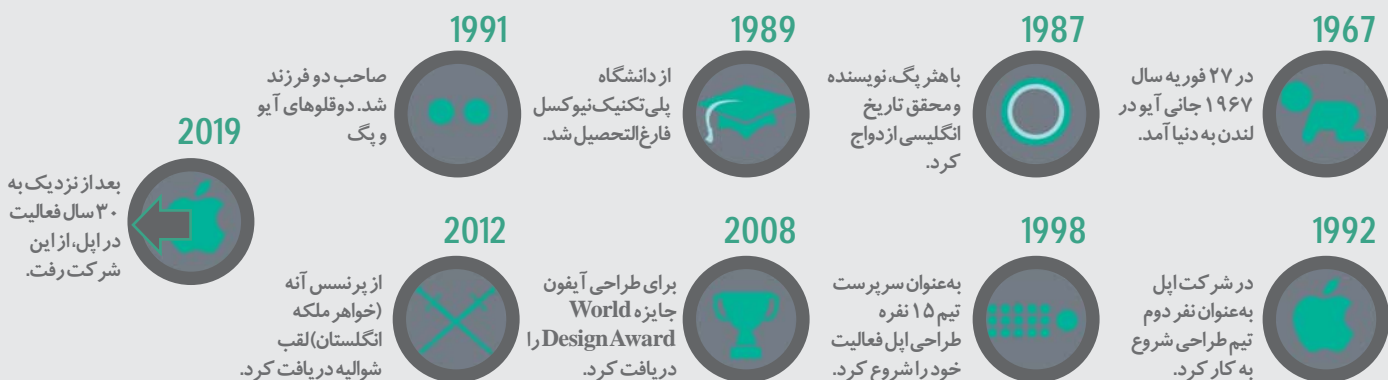 1967
در ۲۷ فوریه سال
۱۹۶۷ جانی آیو در
لندن به دنیا آمد.
1987
با هثر پگ، نویسنده
و محقق تاریخ
انگلیسی ازدواج
کرد.
1989
از دانشگاه
پلی‌تکنیک نیوکسل
فارغ‌التحصیل شد.
1991
صاحب دو فرزند
شد. دوقلوهای آیو
و پگ
1992
در شرکت اپل
به‌عنوان نفر دوم
تیم طراحی شروع
به کار کرد.
1998
به‌عنوان سرپرست
تیم ۱۵ نفره
طراحی اپل فعالیت
خود را شروع کرد.
2008
برای طراحی آیفون
جایزه World
Design Award را
دریافت کرد.
2012
از پرنسس آنه
(خواهر ملکه
انگلستان) لقب
شوالیه دریافت کرد.
2019
بعد از نزدیک به
۳۰ سال فعالیت
در اپل، از این
شرکت رفت.